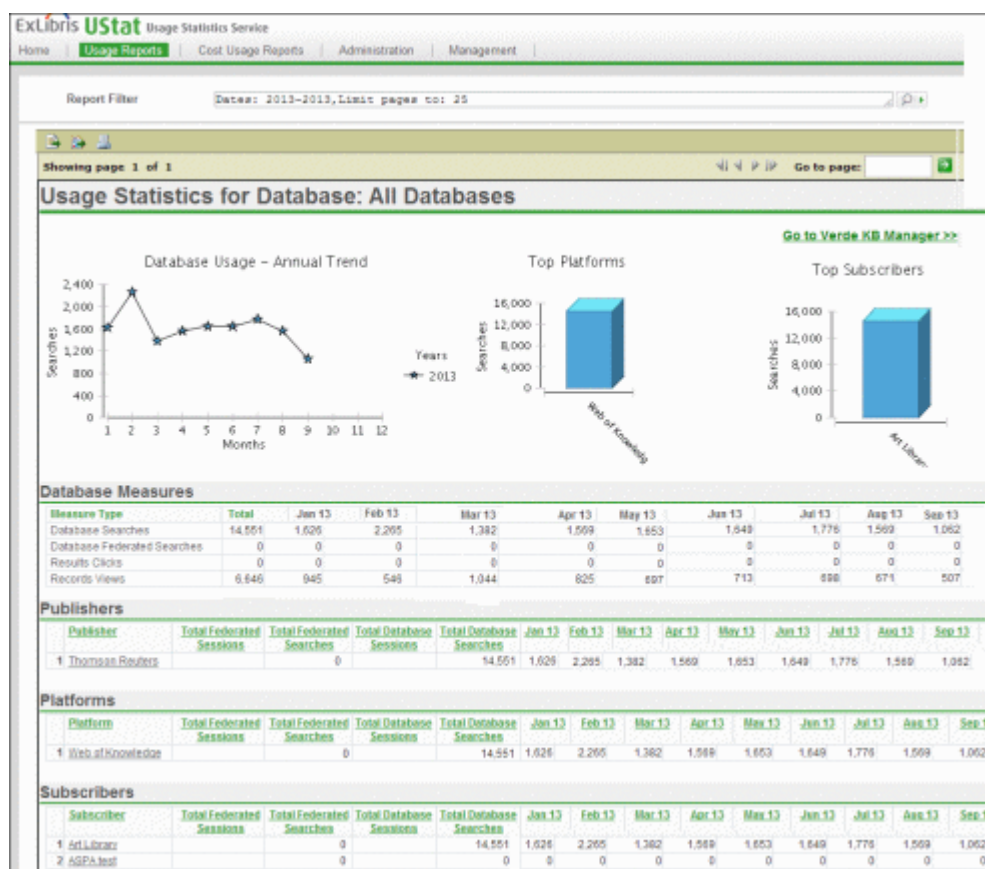 ExLibris UStat Usage Statistics Service
Home | Usage Reports | Cost Usage Reports | Administration | Management |
Report Filter Dates: 2013-2013,Limit pages to: 25
Showing page 1 of 1 Go to page:
Usage Statistics for Database: All Databases
Go to Verde KB Manager >>
Database Usage – Annual Trend
2,400
2,000
1,600
1,200
800
400
0
Searches
1 2 3 4 5 6 7 8 9 10 11 12
Months
Years
2013
Top Platforms
16,000
12,000
8,000
4,000
0
Searches
Web of Knowledg
Top Subscribers
16,000
12,000
8,000
4,000
0
Searches
Art Librar
Database Measures
Measure Type Total Jan 13 Feb 13 Mar 13 Apr 13 May 13 Jun 13 Jul 13 Aug 13 Sep 13
Database Searches 14,551 1,626 2,265 1,382 1,569 1,653 1,649 1,776 1,569 1,062
Database Federated Searches 0 0 0 0 0 0 0 0 0 0
Results Clicks 0 0 0 0 0 0 0 0 0 0
Records Views 6,646 945 546 1,044 825 697 713 698 671 507
Publishers
Publisher Total Federated Sessions Total Federated Searches Total Database Sessions Total Database Searches Jan 13 Feb 13 Mar 13 Apr 13 May 13 Jun 13 Jul 13 Aug 13 Sep 13
1 Thomson Reuters 0 14,551 1,626 2,265 1,382 1,569 1,653 1,649 1,776 1,569 1,062
Platforms
Platform Total Federated Sessions Total Federated Searches Total Database Sessions Total Database Searches Jan 13 Feb 13 Mar 13 Apr 13 May 13 Jun 13 Jul 13 Aug 13 Sep 1
1 Web of Knowledge 0 14,551 1,626 2,265 1,382 1,569 1,653 1,649 1,776 1,569 1,062
Subscribers
Subscriber Total Federated Sessions Total Federated Searches Total Database Sessions Total Database Searches Jan 13 Feb 13 Mar 13 Apr 13 May 13 Jun 13 Jul 13 Aug 13 Sep 1
1 Art Library 0 14,551 1,626 2,265 1,382 1,569 1,653 1,649 1,776 1,569 1,062
2 AGPA test 0 0 0 0 0 0 0 0 0 0 0